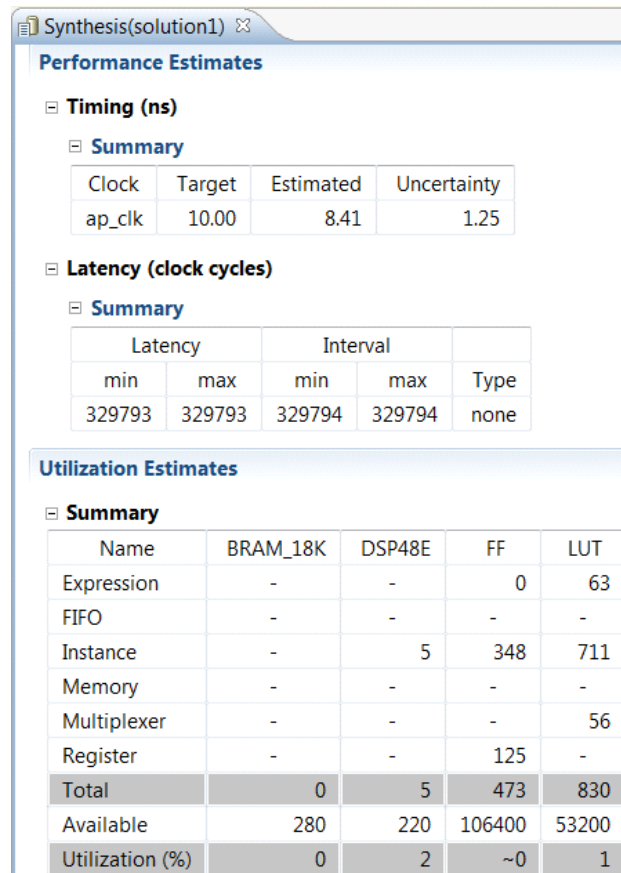 Synthesis(solution1)
Performance Estimates
Timing (ns)
Summary
Clock Target Estimated Uncertainty
ap_clk 10.00 8.41 1.25
Latency (clock cycles)
Summary
Latency Interval
min max min max Type
329793 329793 329794 329794 none
Utilization Estimates
Summary
Name BRAM_18K DSP48E FF LUT
Expression - - 0 63
FIFO - - - -
Instance - 5 348 711
Memory - - - -
Multiplexer - - - 56
Register - - 125 -
Total 0 5 473 830
Available 280 220 106400 53200
Utilization (%) 0 2 ~0 1